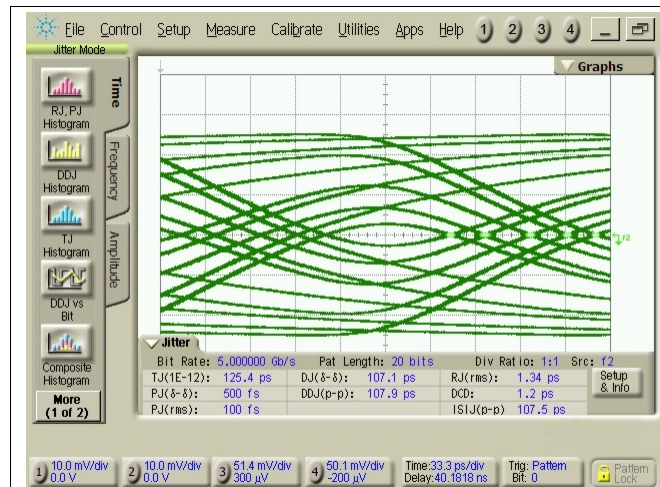 File Control Setup Measure Calibrate Utilities Apps Help 1 2 3 4
Jitter Mode
Graphs
Time
Frequency
Amplitude
RJ, PJ
Histogram
DDJ
Histogram
TJ
Histogram
DDJ vs
Bit
Composite
Histogram
More
(1 of 2)
f2
Jitter
Bit Rate: 5.000000 Gb/s Pat Length: 20 bits Div Ratio: 1:1 Src: f2
TJ(1E-12): 125.4 ps DJ(δ-δ): 107.1 ps RJ(rms): 1.34 ps
PJ(δ-δ): 500 fs DDJ(p-p): 107.9 ps DCD: 1.2 ps
PJ(rms): 100 fs ISI(p-p) 107.5 ps
Setup
& Info
1 10.0 mV/div 2 10.0 mV/div 3 51.4 mV/div 4 50.1 mV/div Time:33.3 ps/div Trig: Pattern Pattern
0.0 V 0.0 V 300 µV -200 µV Delay:40.1818 ns Bit: 0 Lock